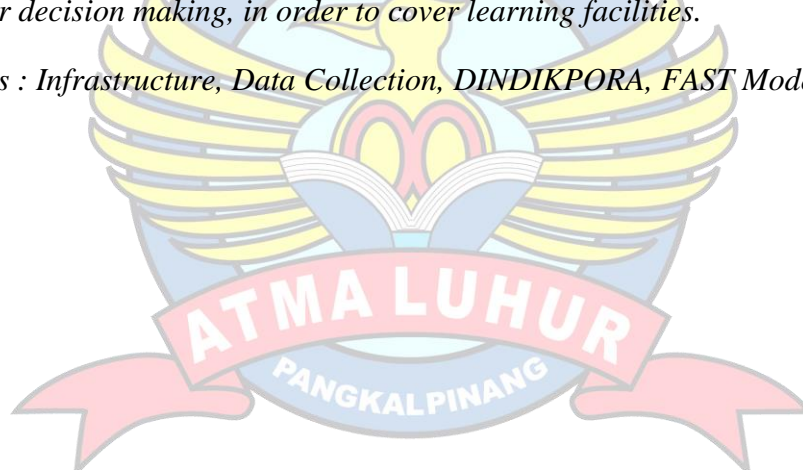 r decision making, in order to cover learning facilities.
s : Infrastructure, Data Collection, DINDIKPORA, FAST Mode
ATMA LUHUR
PANGKALPINANG